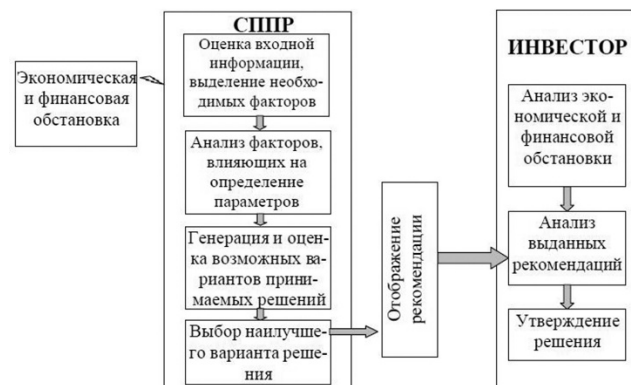 СППР
Оценка входной
информации,
выделение необхо-
димых факторов
Экономическая
и финансовая
обстановка
Анализ факторов,
влияющих на
определение
параметров
Генерация и оцен-
ка возможных ва-
риантов прини-
маемых решений
Выбор наилучше-
го варианта реше-
ния
Отображение
рекомендации
ИНВЕСТОР
Анализ эко-
номической и
финансовой
обстановки
Анализ
выданных
рекомендаций
Утверждение
решения